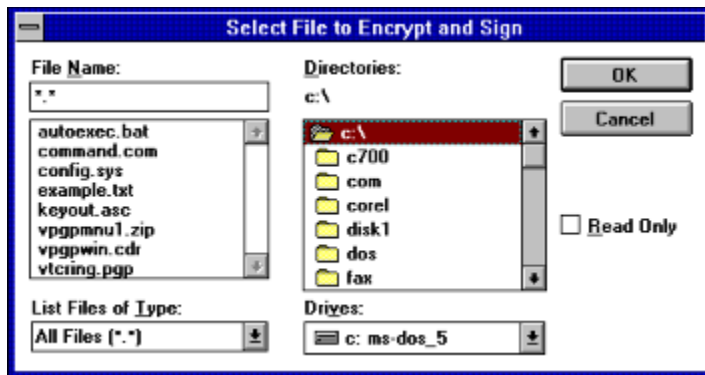 Select File to Encrypt and Sign
File Name:
*.*
autoexec.bat
command.com
config.sys
example.txt
keyout.asc
vpgpmnu1.zip
vpgpwin.cdr
vtcring.pgp
List Files of Type:
All Files (*.*)
Directories:
c:\
c:\
c700
com
corel
disk1
dos
fax
Drives:
c: ms-dos_5
OK
Cancel
Read Only